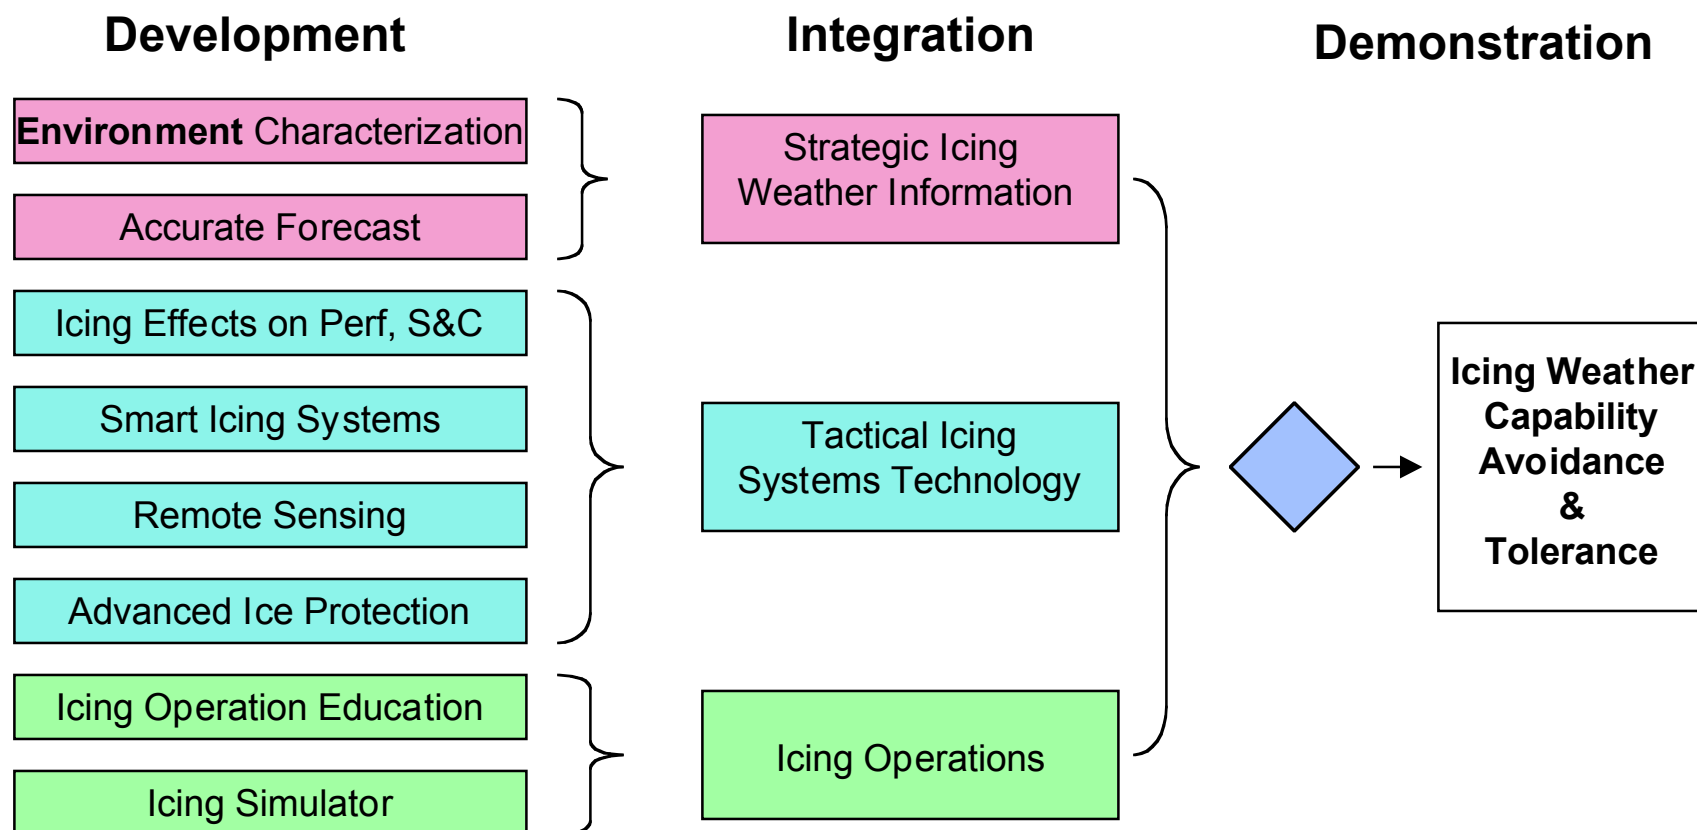 Development
Integration
Demonstration
Environment Characterization
Accurate Forecast
Icing Effects on Perf, S&C
Smart Icing Systems
Remote Sensing
Advanced Ice Protection
Icing Operation Education
Icing Simulator
Strategic Icing
Weather Information
Tactical Icing
Systems Technology
Icing Operations
Icing Weather
Capability
Avoidance
&
Tolerance